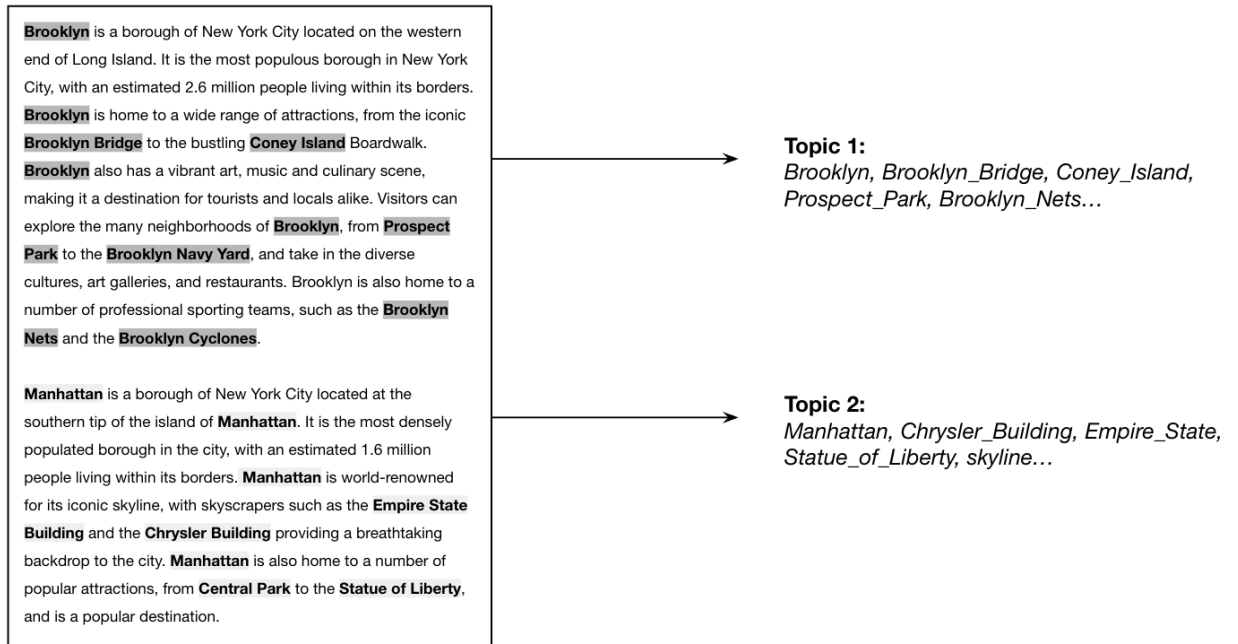 Brooklyn is a borough of New York City located on the western
end of Long Island. It is the most populous borough in New York
City, with an estimated 2.6 million people living within its borders.
Brooklyn is home to a wide range of attractions, from the iconic
Brooklyn Bridge to the bustling Coney Island Boardwalk.
Brooklyn also has a vibrant art, music and culinary scene,
making it a destination for tourists and locals alike. Visitors can
explore the many neighborhoods of Brooklyn, from Prospect
Park to the Brooklyn Navy Yard, and take in the diverse
cultures, art galleries, and restaurants. Brooklyn is also home to a
number of professional sporting teams, such as the Brooklyn
Nets and the Brooklyn Cyclones.
Manhattan is a borough of New York City located at the
southern tip of the island of Manhattan. It is the most densely
populated borough in the city, with an estimated 1.6 million
people living within its borders. Manhattan is world-renowned
for its iconic skyline, with skyscrapers such as the Empire State
Building and the Chrysler Building providing a breathtaking
backdrop to the city. Manhattan is also home to a number of
popular attractions, from Central Park to the Statue of Liberty,
and is a popular destination.
Topic 1:
Brooklyn, Brooklyn_Bridge, Coney_Island,
Prospect_Park, Brooklyn_Nets…
Topic 2:
Manhattan, Chrysler_Building, Empire_State,
Statue_of_Liberty, skyline…